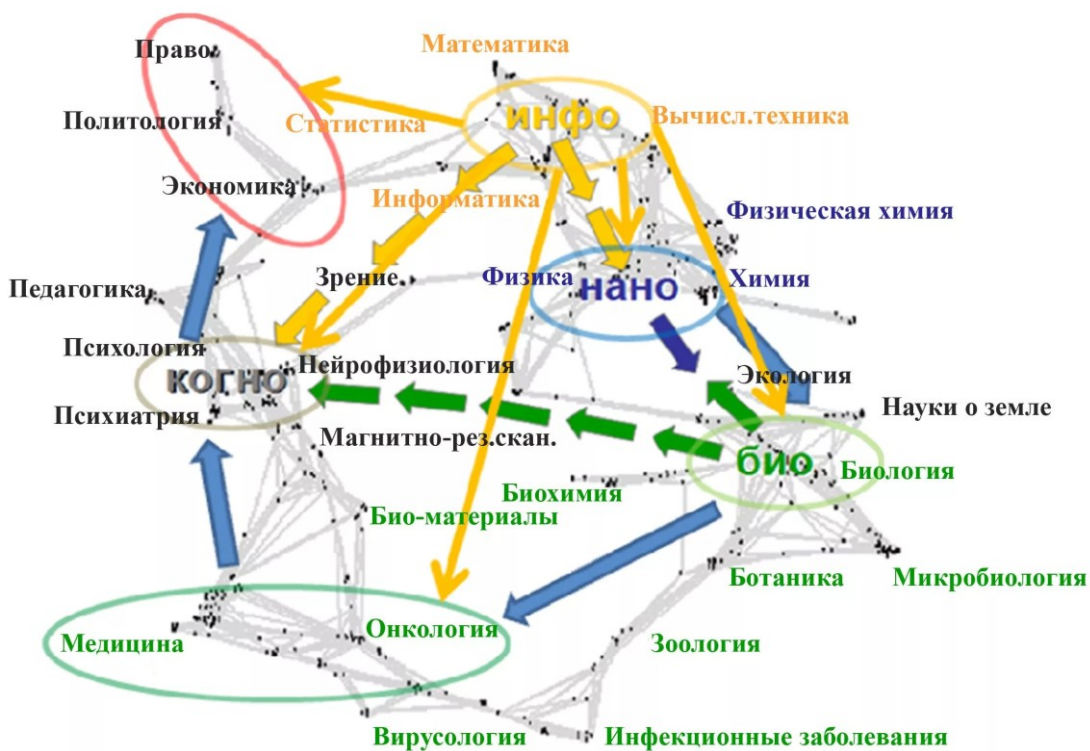 Математика
Право
Политология
Статистика
инфо
Вычисл.техника
Экономика
Информатика
Физическая химия
Педагогика
Зрение.
Физика
нано
Химия
Психология
Нейрофизиология
когно
Экология
Психиатрия
Магнитно-рез.скан.
Науки о земле
био
Биология
Биохимия
Био-материалы
Ботаника
Микробиология
Медицина
Онкология
Зоология
Вирусология
Инфекционные заболевания